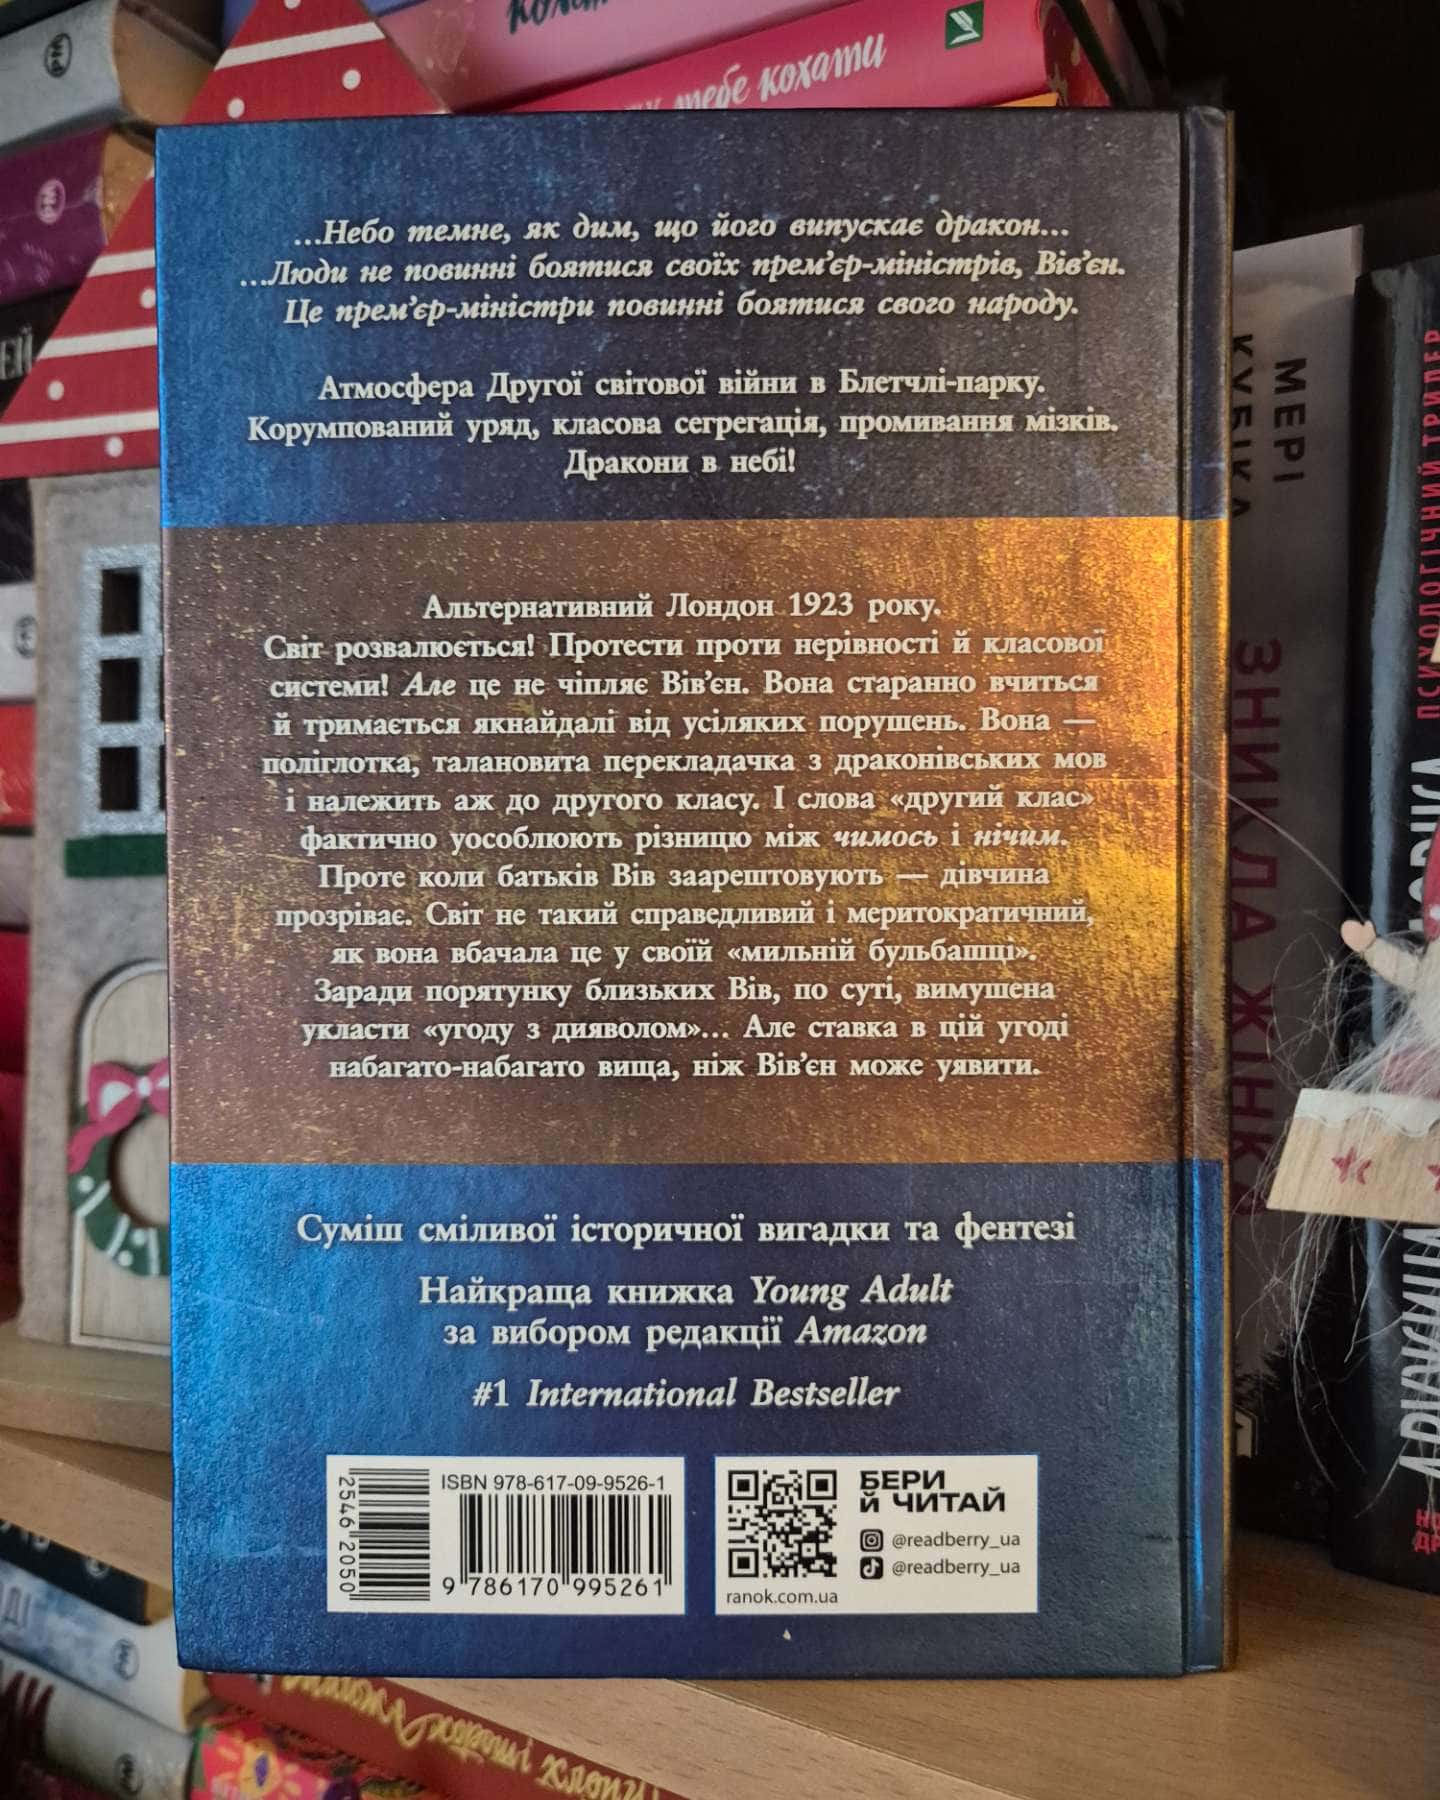 тебе кохати
…Небо темне, як дим, що його випускає дракон…
…Люди не повинні боятися своїх прем’єр-міністрів, Вів’єн.
Це прем’єр-міністри повинні боятися свого народу.
Атмосфера Другої світової війни в Блетчлі-парку.
Корумпований уряд, класова сегрегація, промивання мізків.
Дракони в небі!
Альтернативний Лондон 1923 року.
Світ розвалюється! Протести проти нерівності й класової
системи! Але це не чіпляє Вів’єн. Вона старанно вчиться
й тримається якнайдалі від усіляких порушень. Вона —
поліглотка, талановита перекладачка з драконівських мов
і належить аж до другого класу. І слова «другий клас»
фактично уособлюють різницю між чимось і нічим.
Проте коли батьків Вів заарештовують — дівчина
прозріває. Світ не такий справедливий і меритократичний,
як вона вбачала це у своїй «мильній бульбашці».
Заради порятунку близьких Вів, по суті, вимушена
укласти «угоду з дияволом»… Але ставка в цій угоді
набагато-набагато вища, ніж Вів’єн може уявити.
Суміш сміливої історичної вигадки та фентезі
Найкраща книжка Young Adult
за вибором редакції Amazon
#1 International Bestseller
2546 2050
ISBN 978-617-09-9526-1
9 786170 995261
БЕРИ
й ЧИТАЙ
@readberry_ua
@readberry_ua
ranok.com.ua
МЕРІ
КУБІКА
ЗНИКЛА ЖІНКА
ПСИХОЛОГІЧНИЙ ТРИЛЕР